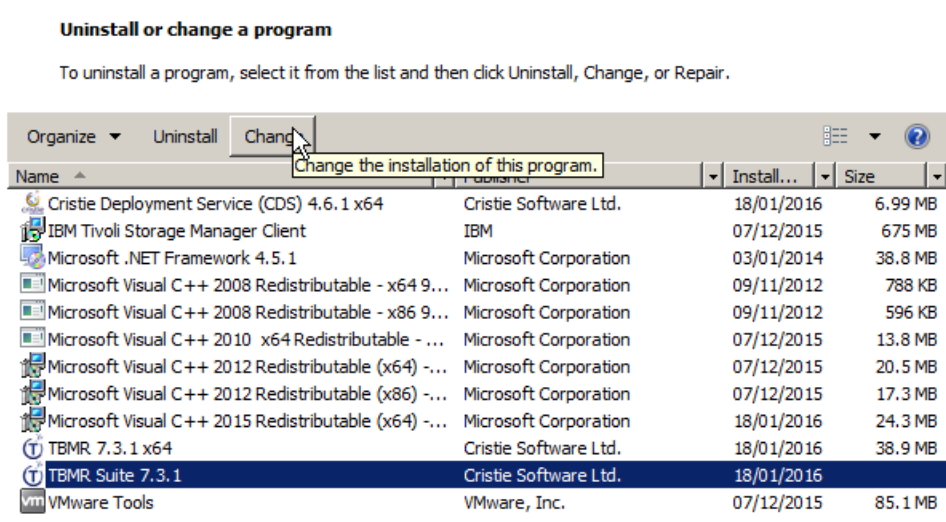 Uninstall or change a program
To uninstall a program, select it from the list and then click Uninstall, Change, or Repair.
Organize Uninstall Change
Change the installation of this program.
Name Publisher Install... Size
Cristie Deployment Service (CDS) 4.6.1 x64 Cristie Software Ltd. 18/01/2016 6.99 MB
IBM Tivoli Storage Manager Client IBM 07/12/2015 675 MB
Microsoft .NET Framework 4.5.1 Microsoft Corporation 03/01/2014 38.8 MB
Microsoft Visual C++ 2008 Redistributable - x64 9... Microsoft Corporation 09/11/2012 788 KB
Microsoft Visual C++ 2008 Redistributable - x86 9... Microsoft Corporation 09/11/2012 596 KB
Microsoft Visual C++ 2010 x64 Redistributable - ... Microsoft Corporation 07/12/2015 13.8 MB
Microsoft Visual C++ 2012 Redistributable (x64) -... Microsoft Corporation 07/12/2015 20.5 MB
Microsoft Visual C++ 2012 Redistributable (x86) -... Microsoft Corporation 07/12/2015 17.3 MB
Microsoft Visual C++ 2015 Redistributable (x64) -... Microsoft Corporation 18/01/2016 24.3 MB
TBMR 7.3.1 x64 Cristie Software Ltd. 18/01/2016 38.9 MB
TBMR Suite 7.3.1 Cristie Software Ltd. 18/01/2016
VMware Tools VMware, Inc. 07/12/2015 85.1 MB